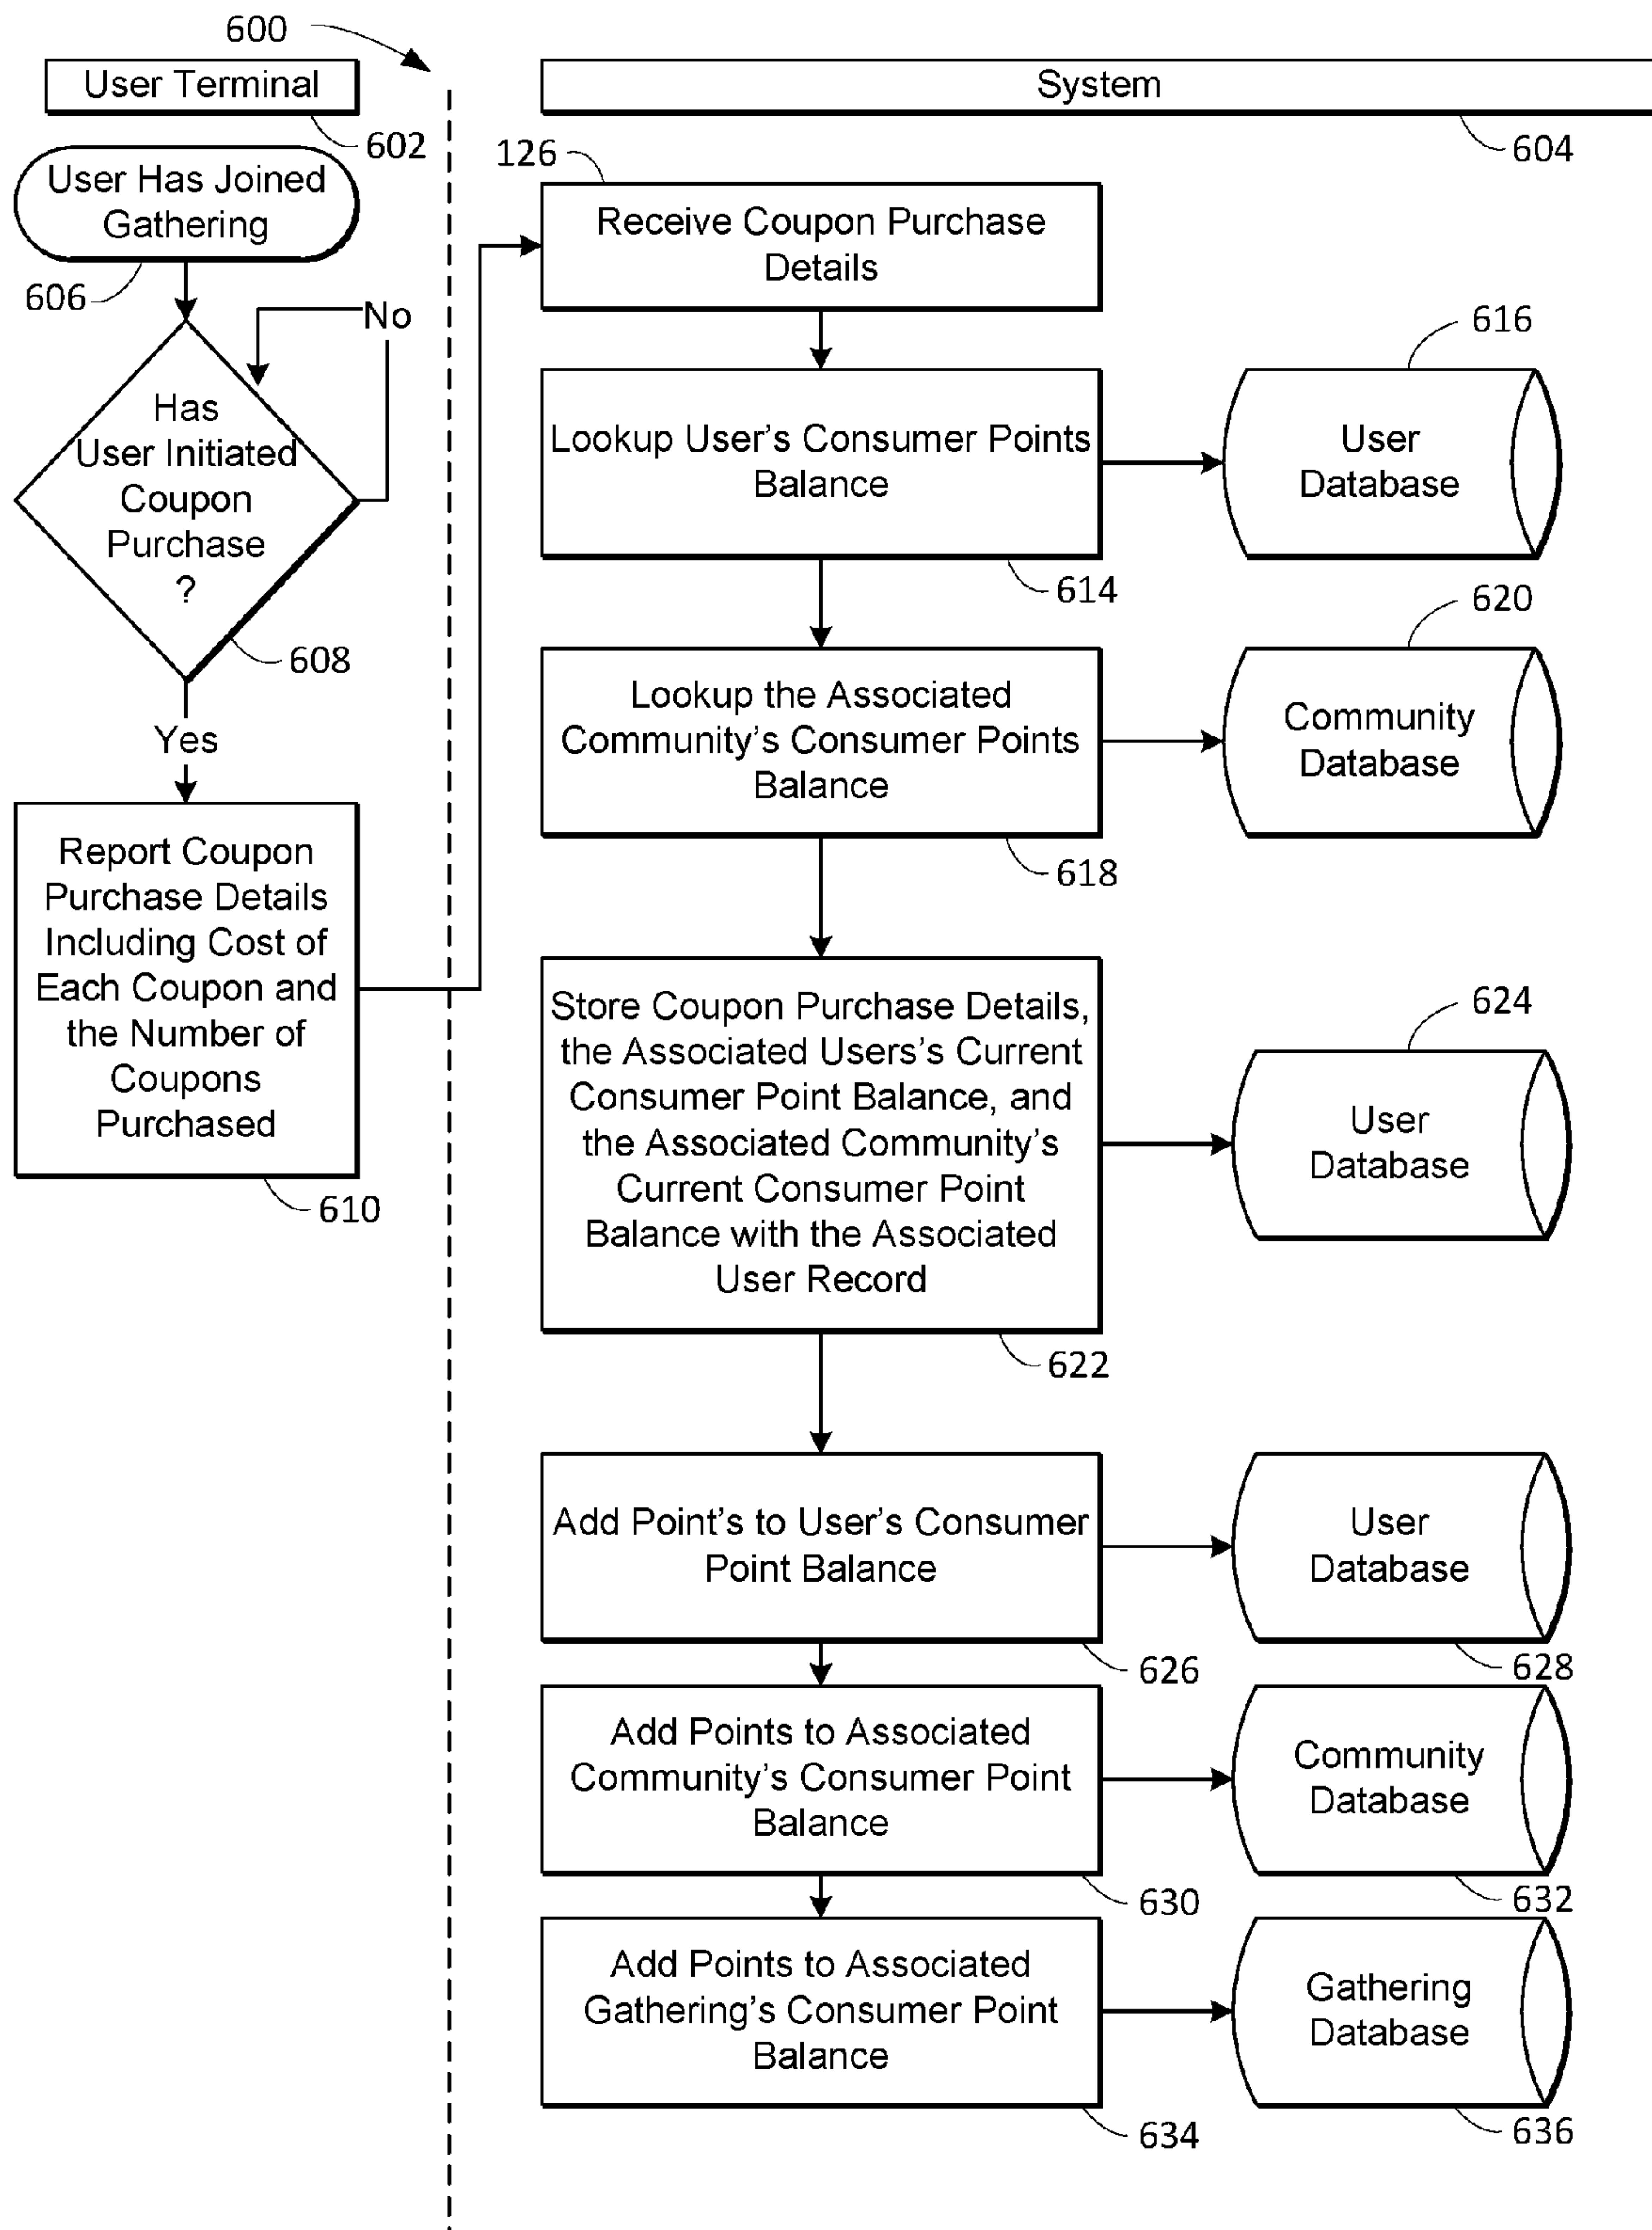 600
User Terminal
602
User Has Joined
Gathering
606
No
Has
User Initiated
Coupon
Purchase
?
608
Yes
Report Coupon
Purchase Details
Including Cost of
Each Coupon and
the Number of
Coupons
Purchased
610
System
604
126
Receive Coupon Purchase
Details
Lookup User's Consumer Points
Balance
614
616
User
Database
Lookup the Associated
Community's Consumer Points
Balance
618
620
Community
Database
Store Coupon Purchase Details,
the Associated Users's Current
Consumer Point Balance, and
the Associated Community's
Current Consumer Point
Balance with the Associated
User Record
622
624
User
Database
Add Point's to User's Consumer
Point Balance
626
User
Database
628
Add Points to Associated
Community's Consumer Point
Balance
630
Community
Database
632
Add Points to Associated
Gathering's Consumer Point
Balance
634
Gathering
Database
636